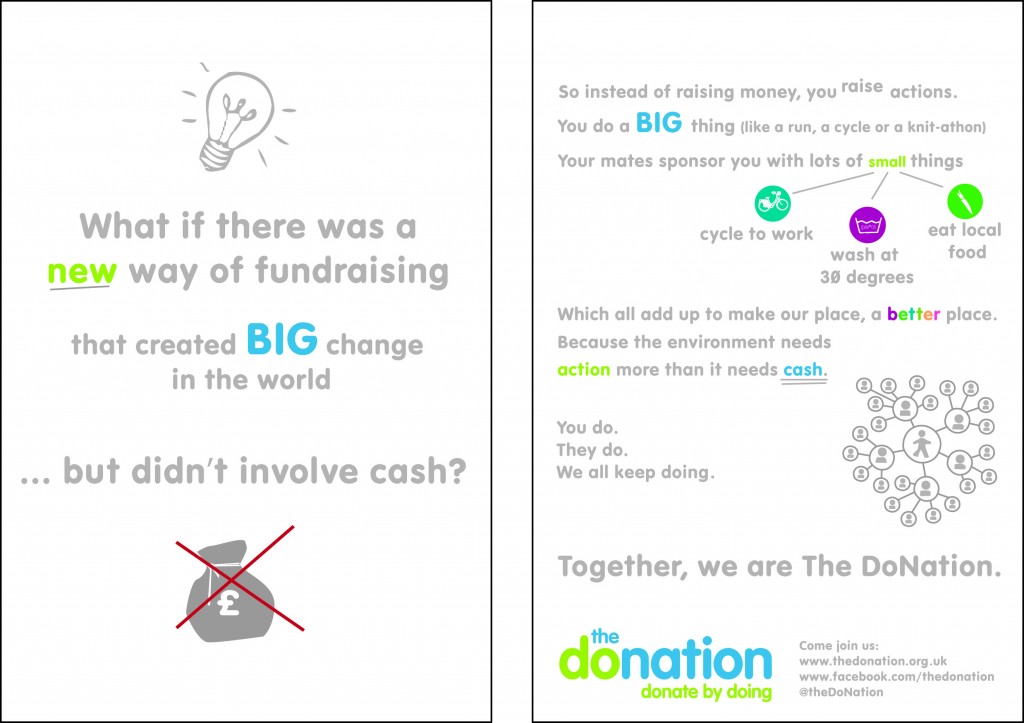 What if there was a
new way of fundraising
that created BIG change
in the world
... but didn't involve cash?
£
So instead of raising money, you raise actions.
You do a BIG thing (like a run, a cycle or a knit-athon)
Your mates sponsor you with lots of small things
cycle to work
wash at
30 degrees
eat local
food
Which all add up to make our place, a better place.
Because the environment needs
action more than it needs cash.
You do.
They do.
We all keep doing.
Together, we are The DoNation.
the
donation
donate by doing
Come join us:
www.thedonation.org.uk
www.facebook.com/thedonation
@theDoNation